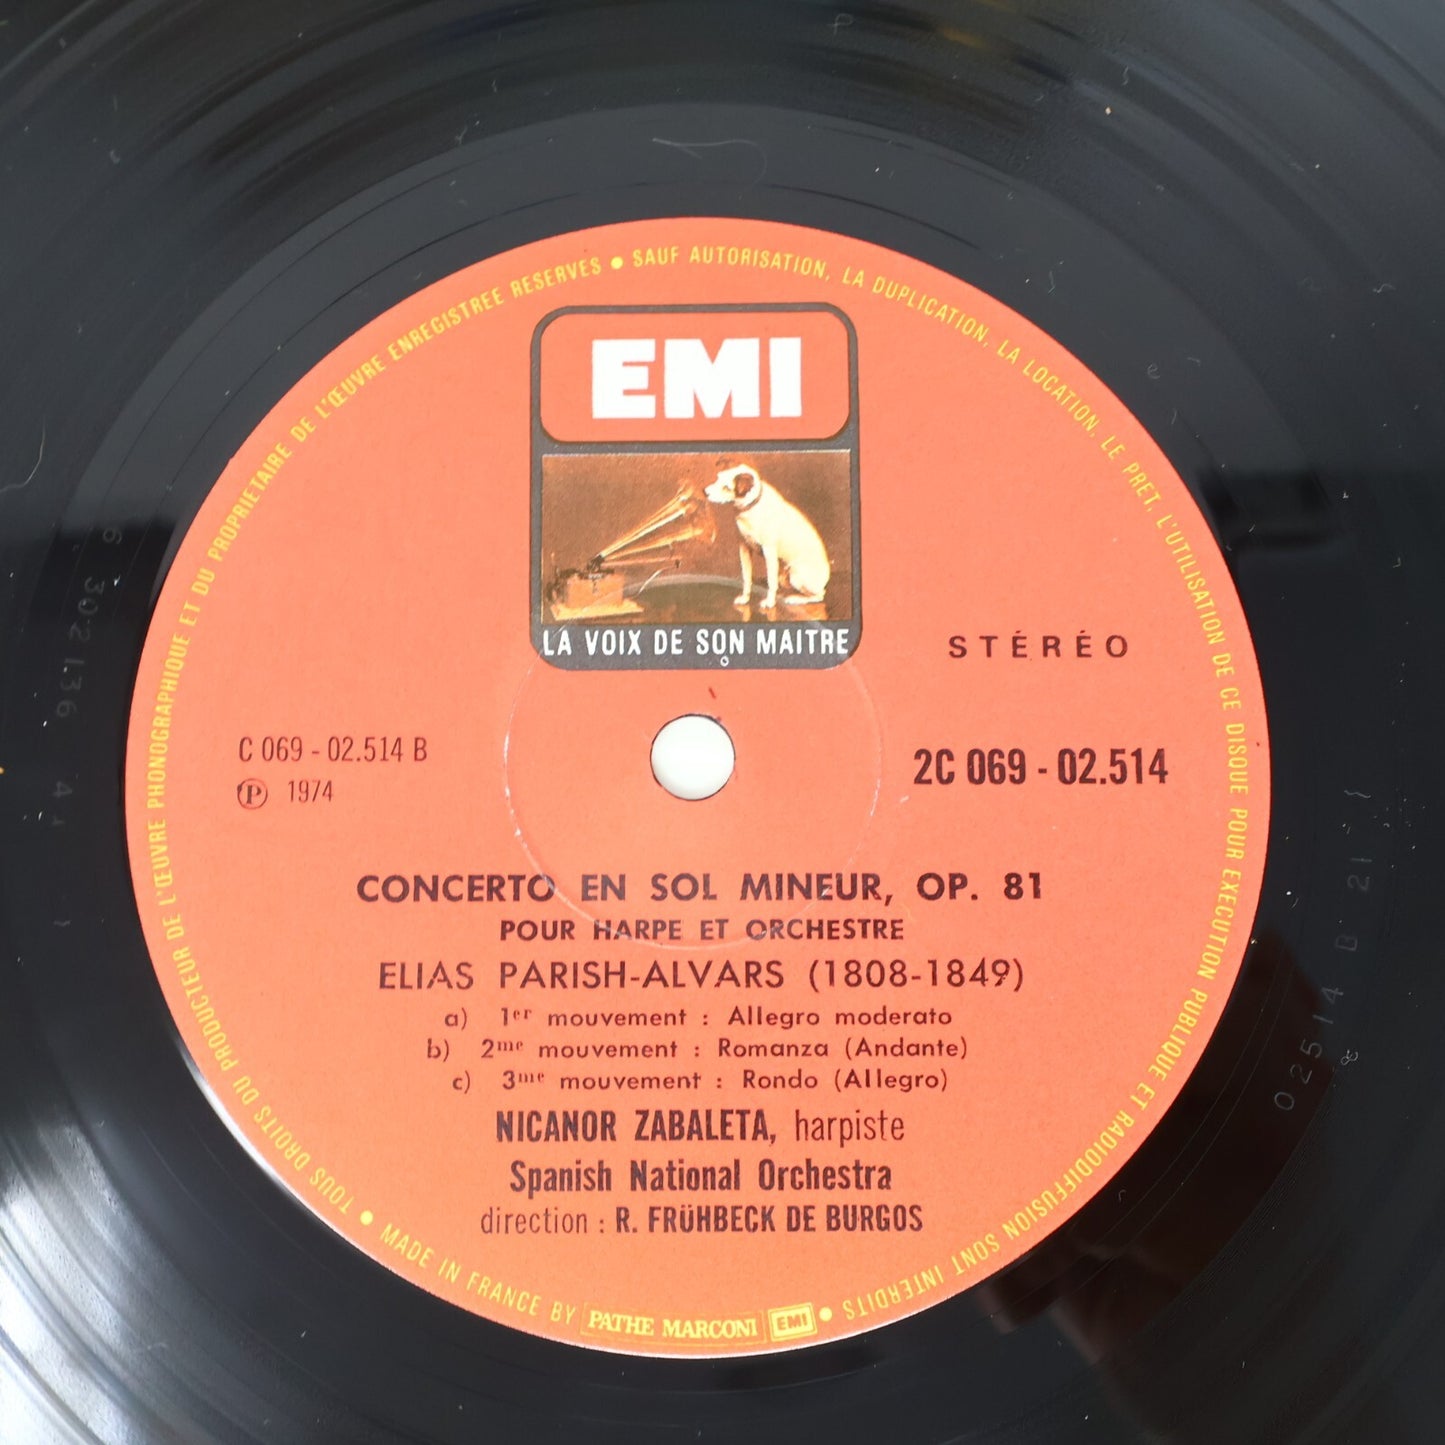 TOUS DROITS DU PRODUCTEUR DE L'ŒUVRE PHONOGRAPHIQUE ET DU PROPRIETAIRE DE L'ŒUVRE ENREGISTREE RESERVES • SAUF AUTORISATION, LA DUPLICATION, LA LOCATION, LE PRET, L'UTILISATION DE CE DISQUE POUR EXECUTION PUBLIQUE ET RADIODIFFUSION SONT INTERDITS •
EMI
LA VOIX DE SON MAITRE
STÉRÉO
C 069 - 02.514 B
Ⓟ 1974
2C 069 - 02.514
CONCERTO EN SOL MINEUR, OP. 81
POUR HARPE ET ORCHESTRE
ELIAS PARISH-ALVARS (1808-1849)
a) 1er mouvement : Allegro moderato
b) 2me mouvement : Romanza (Andante)
c) 3me mouvement : Rondo (Allegro)
NICANOR ZABALETA, harpiste
Spanish National Orchestra
direction : R. FRÜHBECK DE BURGOS
• MADE IN FRANCE BY PATHE MARCONI EMI
02514 B 21